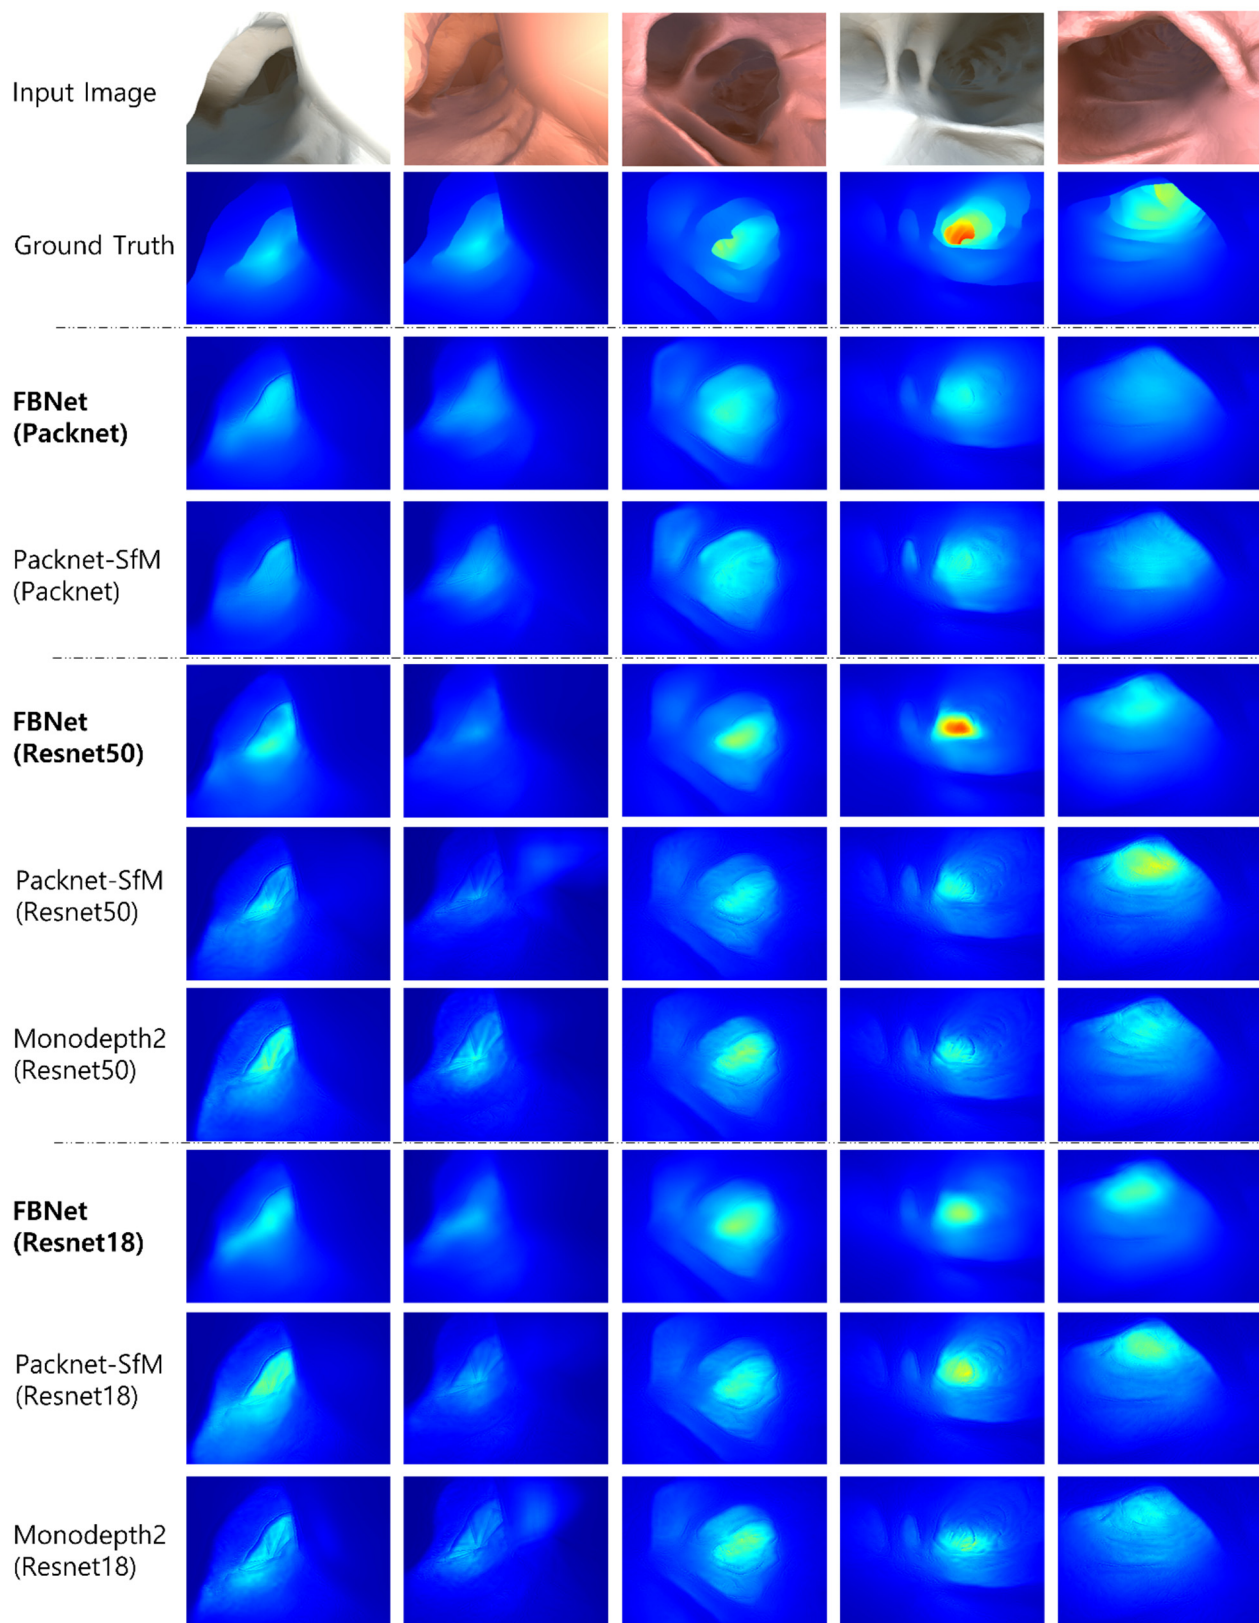 Input Image
Ground Truth
FBNet
(Packnet)
Packnet-SfM
(Packnet)
FBNet
(Resnet50)
Packnet-SfM
(Resnet50)
Monodepth2
(Resnet50)
FBNet
(Resnet18)
Packnet-SfM
(Resnet18)
Monodepth2
(Resnet18)